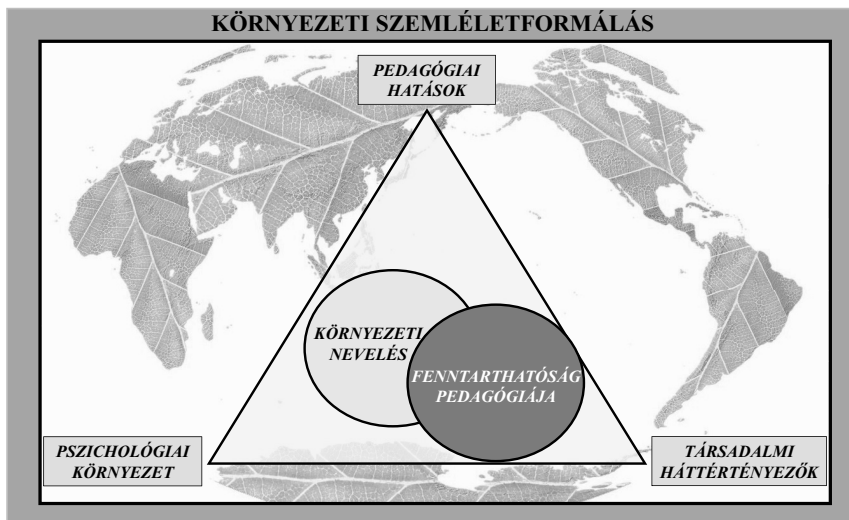 KÖRNYEZETI SZEMLÉLETFORMÁLÁS
PEDAGÓGIAI
HATÁSOK
KÖRNYEZETI
NEVELÉS
FENNTARTHATÓSÁG
PEDAGÓGIÁJA
PSZICHOLÓGIAI
KÖRNYEZET
TÁRSADALMI
HÁTTÉRTÉNYEZŐK